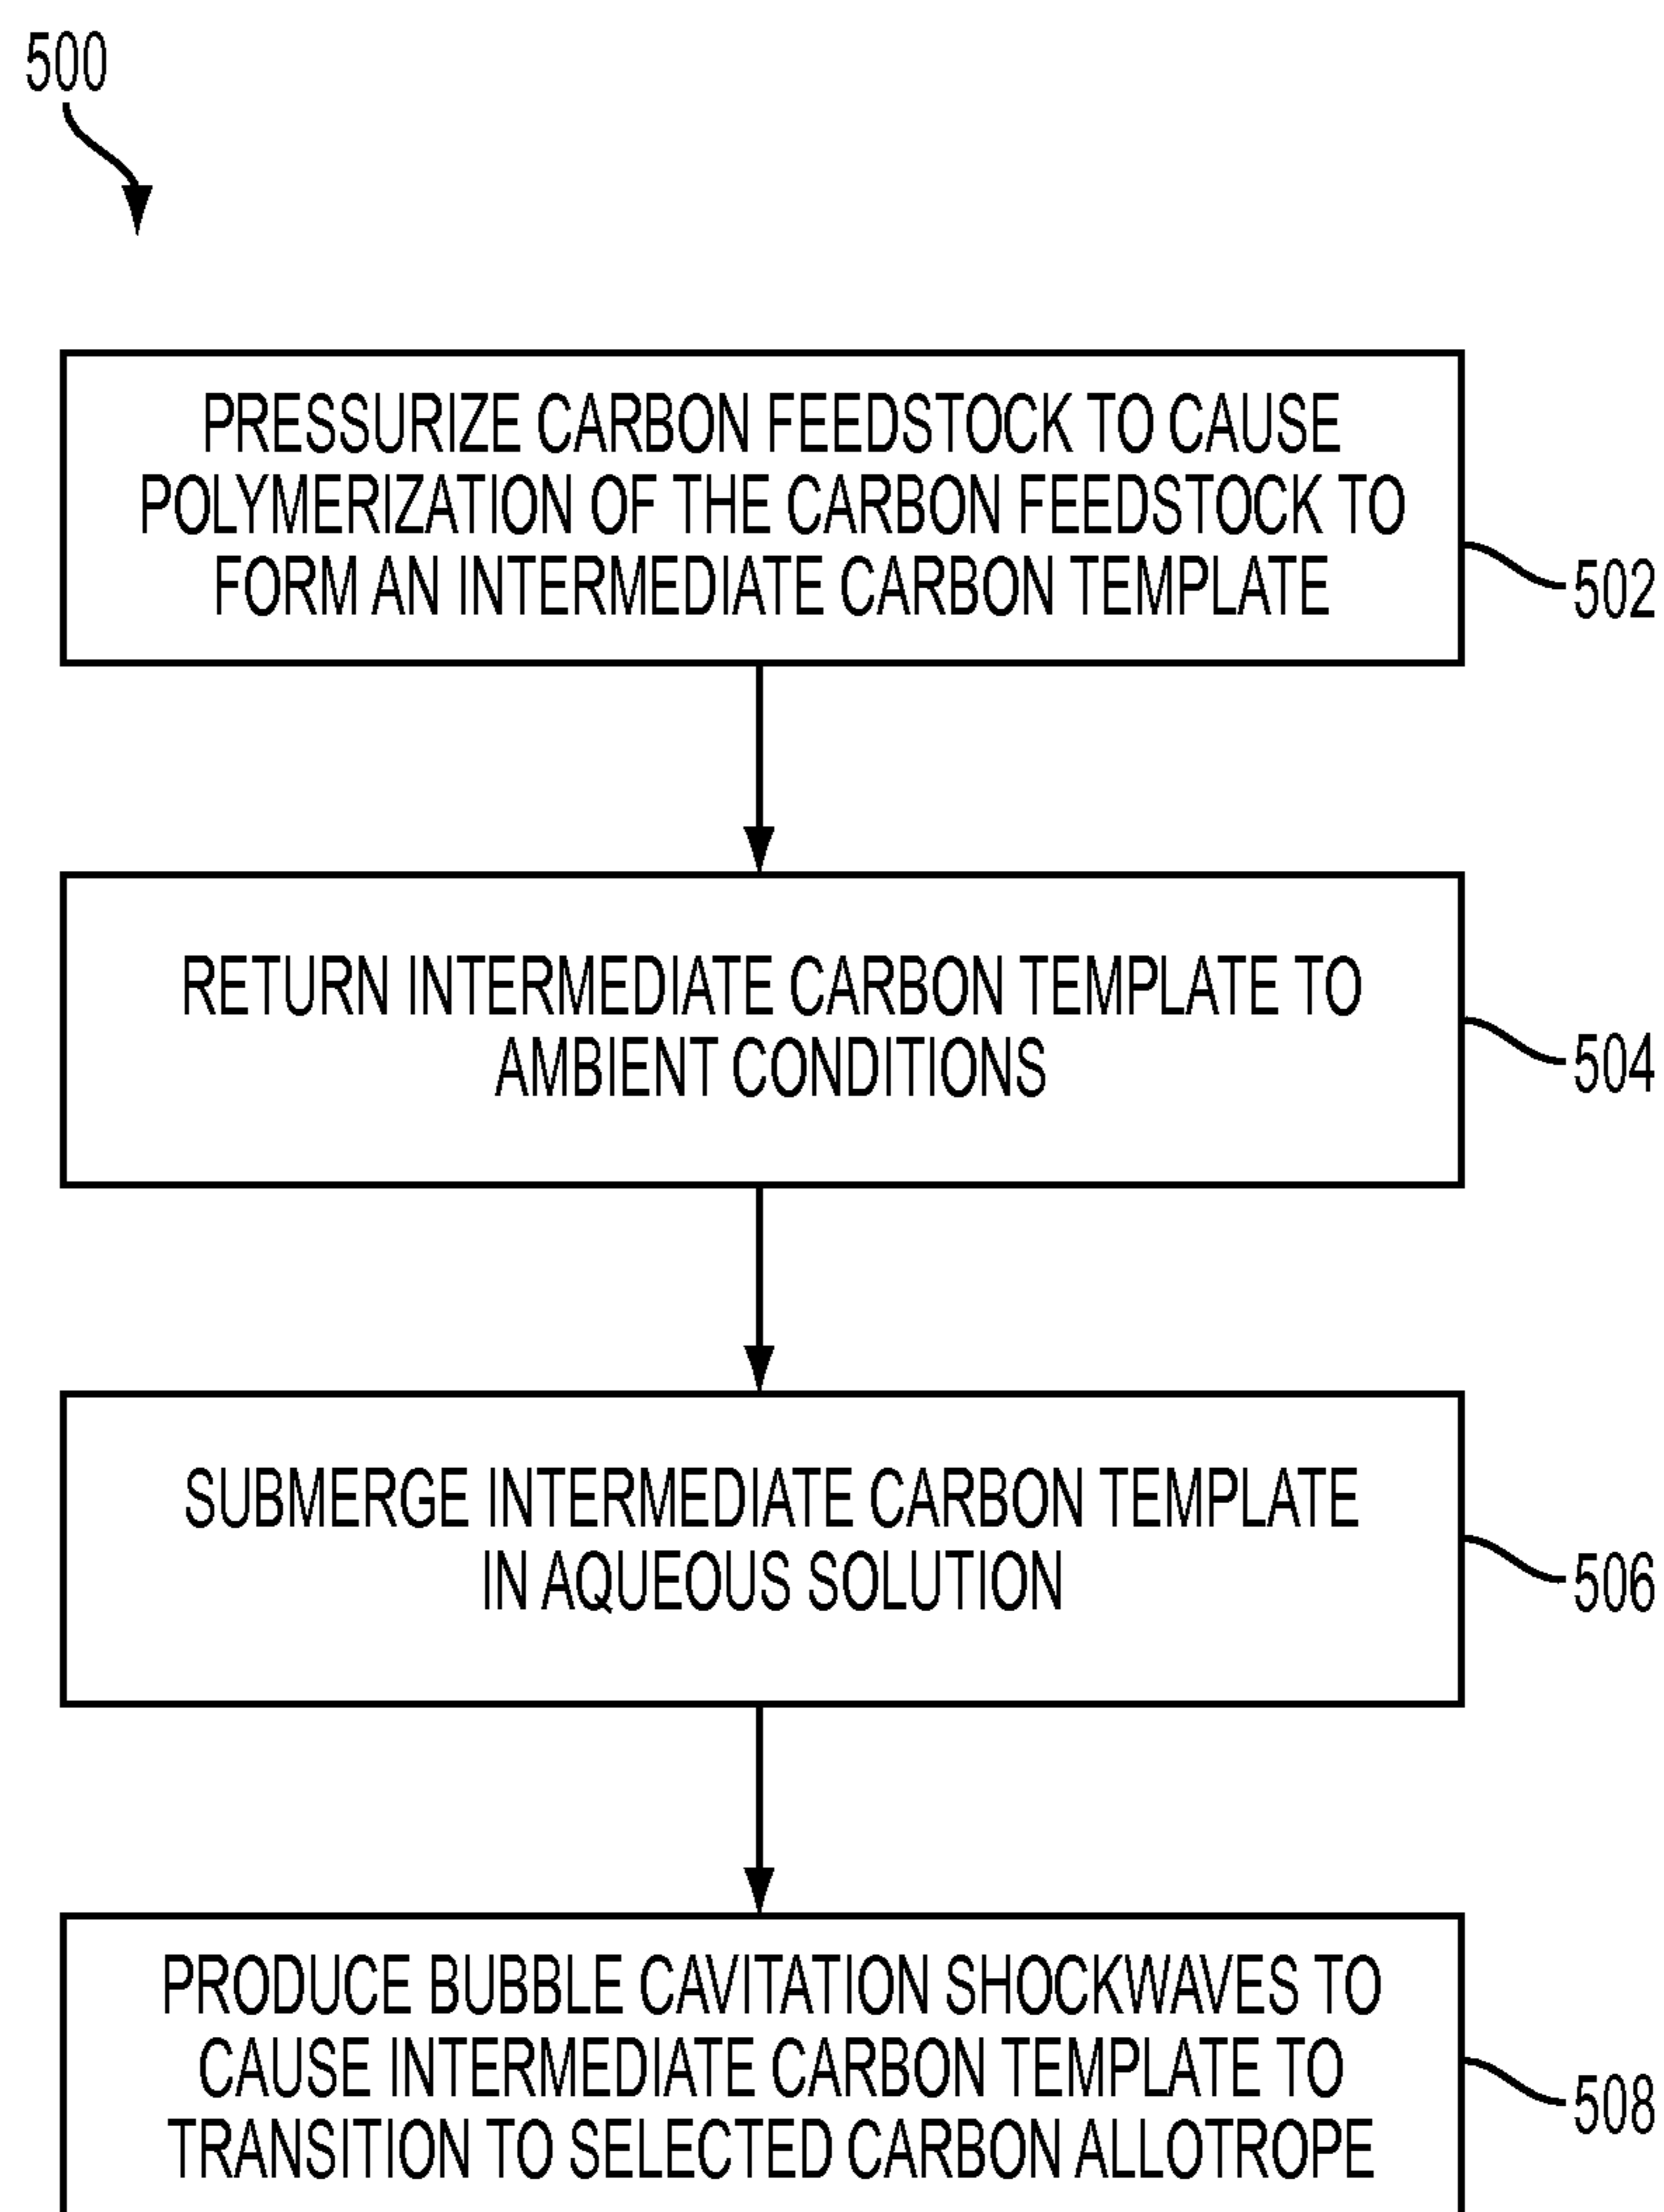 500
PRESSURIZE CARBON FEEDSTOCK TO CAUSE
POLYMERIZATION OF THE CARBON FEEDSTOCK TO
FORM AN INTERMEDIATE CARBON TEMPLATE
502
RETURN INTERMEDIATE CARBON TEMPLATE TO
AMBIENT CONDITIONS
504
SUBMERGE INTERMEDIATE CARBON TEMPLATE
IN AQUEOUS SOLUTION
506
PRODUCE BUBBLE CAVITATION SHOCKWAVES TO
CAUSE INTERMEDIATE CARBON TEMPLATE TO
TRANSITION TO SELECTED CARBON ALLOTROPE
508